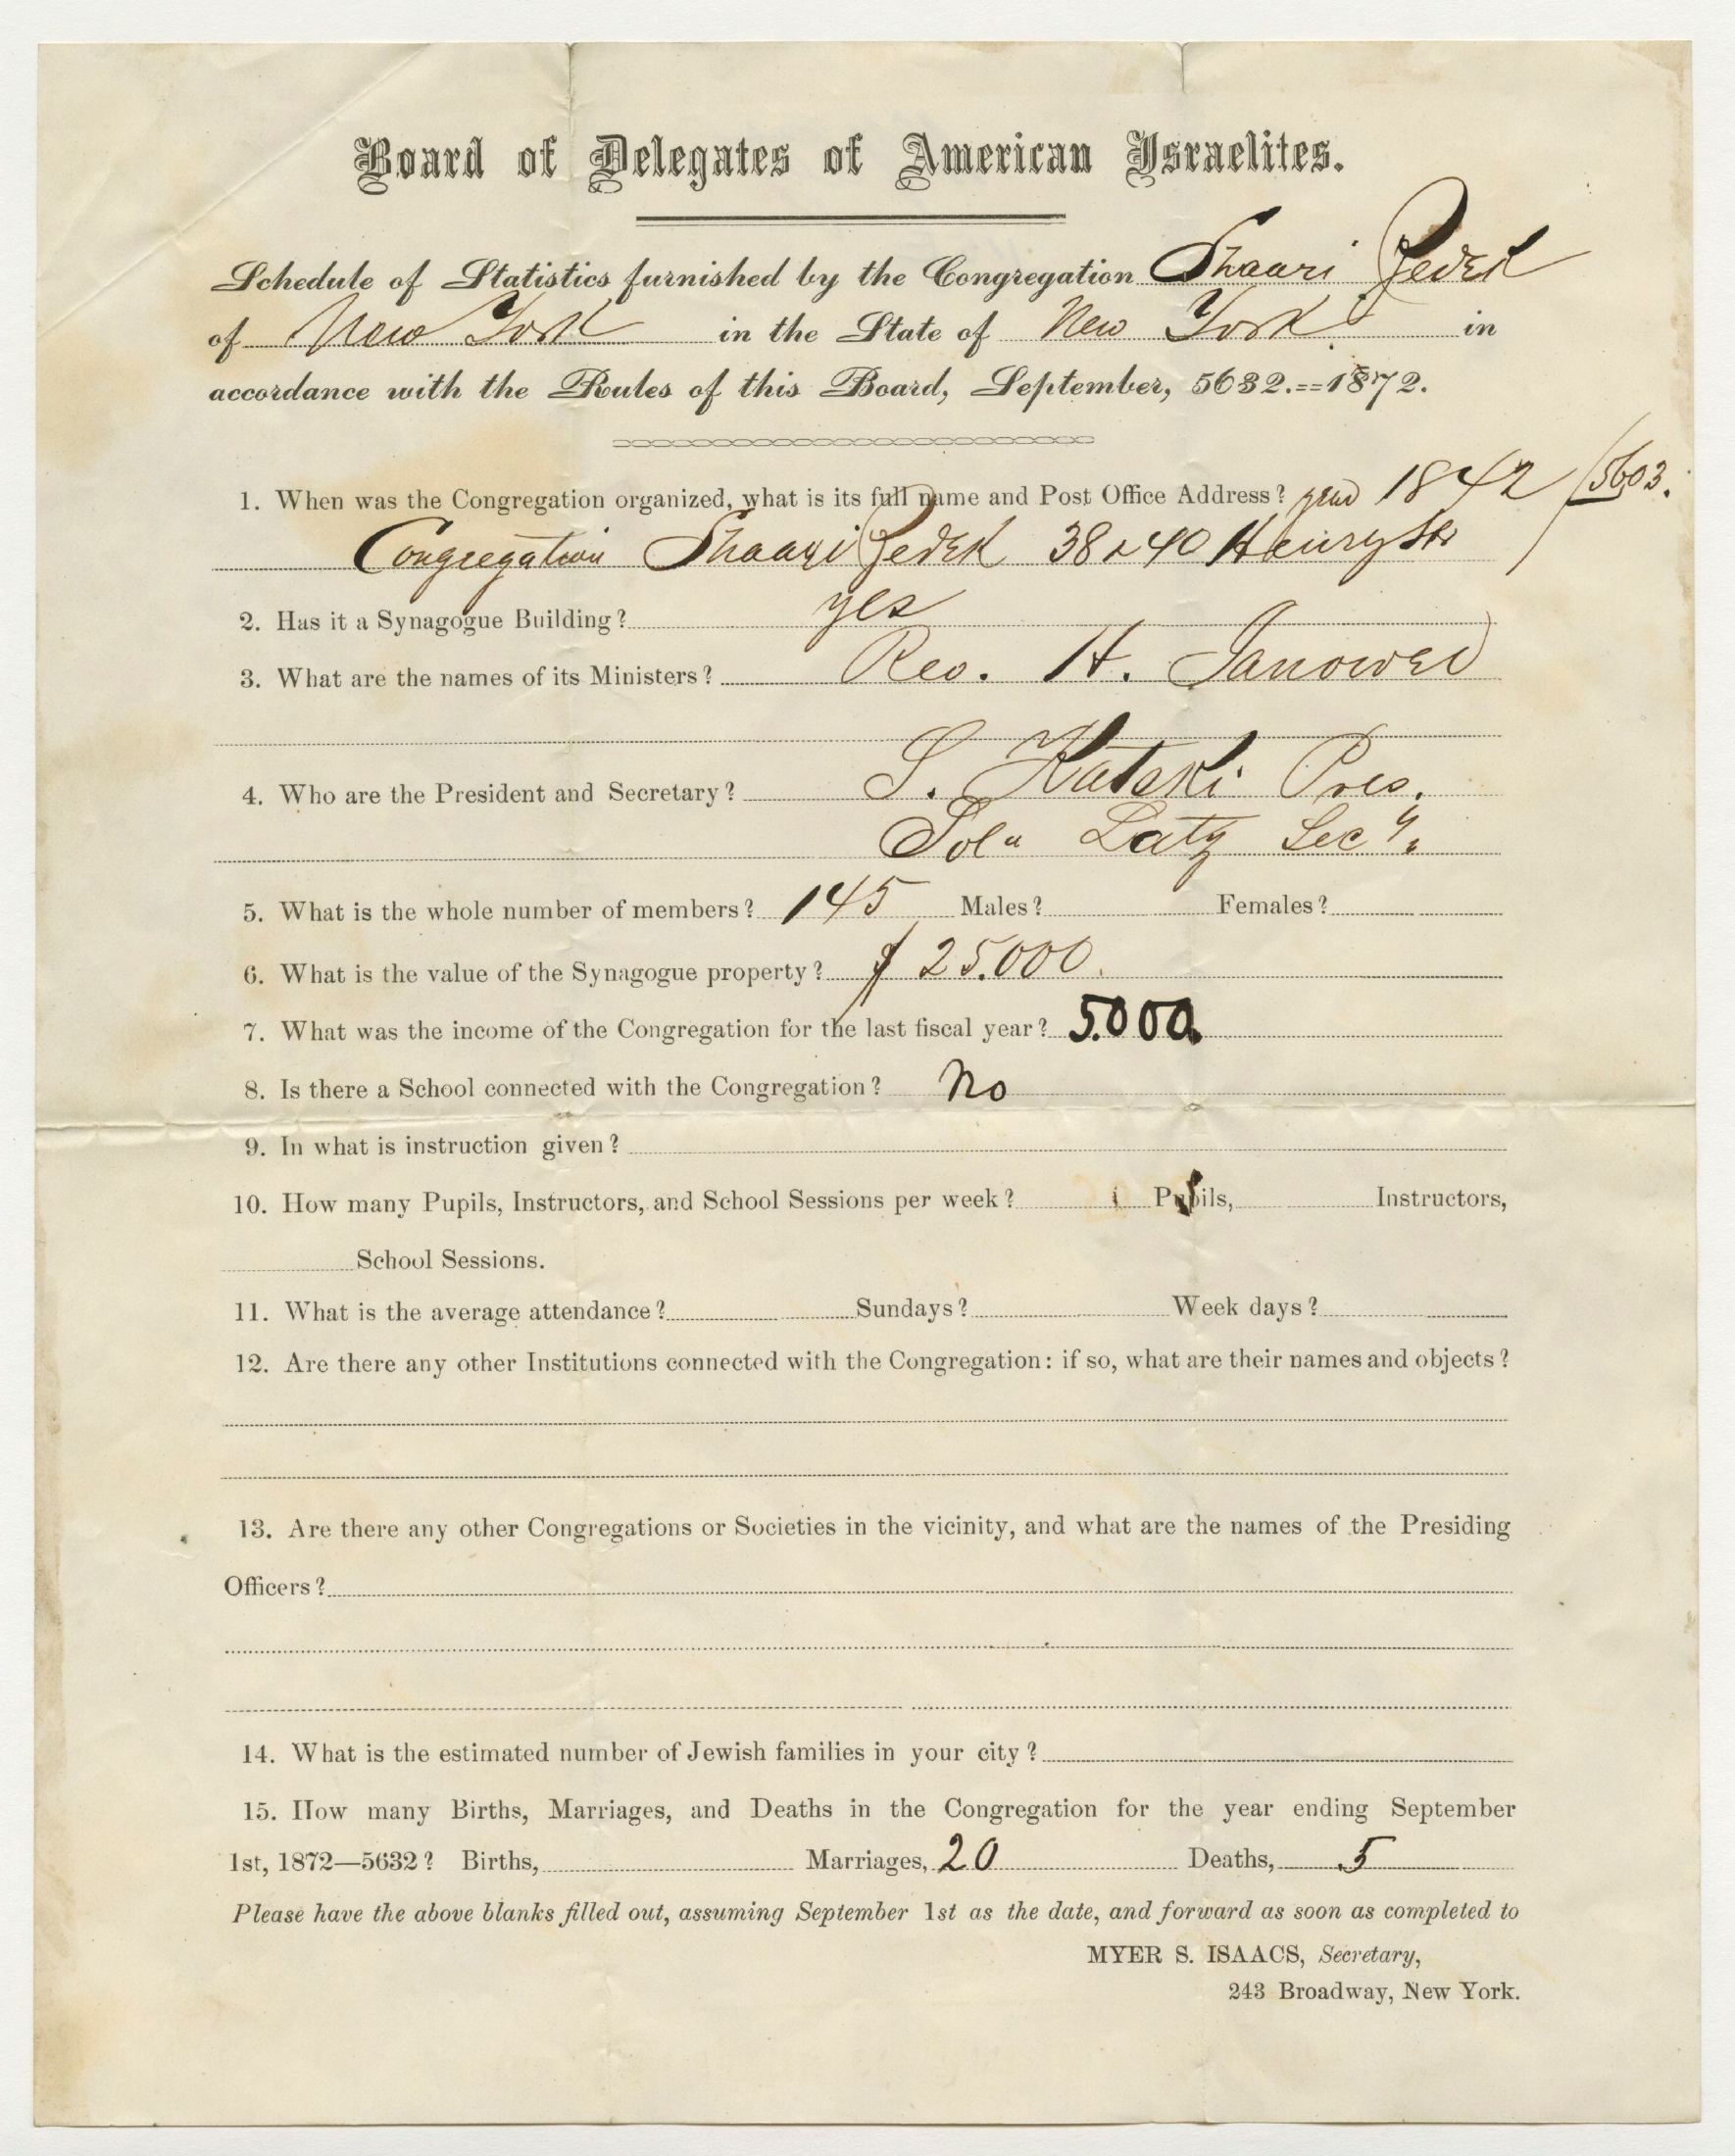 Board of Delegates of American Israelites.
Schedule of Statistics furnished by the Congregation Shaari Zedek
of New York in the State of New York in
accordance with the Rules of this Board, September, 5632.==1872.
1. When was the Congregation organized, what is its full name and Post Office Address? year 1842 / 5603.
Congregation Shaari Zedek 38 & 40 Henry Str
2. Has it a Synagogue Building? yes
3. What are the names of its Ministers? Rev. H.
4. Who are the President and Secretary? S. Kutski Pres.
Sol" Latz Secy.
5. What is the whole number of members? 145 Males? Females?
6. What is the value of the Synagogue property? $ 25.000.
7. What was the income of the Congregation for the last fiscal year? 5.000.
8. Is there a School connected with the Congregation? No
9. In what is instruction given?
10. How many Pupils, Instructors, and School Sessions per week? Pupils, Instructors,
School Sessions.
11. What is the average attendance? Sundays? Week days?
12. Are there any other Institutions connected with the Congregation: if so, what are their names and objects?
13. Are there any other Congregations or Societies in the vicinity, and what are the names of the Presiding
Officers?
14. What is the estimated number of Jewish families in your city?
15. How many Births, Marriages, and Deaths in the Congregation for the year ending September
1st, 1872—5632? Births, Marriages, 20 Deaths, 5
Please have the above blanks filled out, assuming September 1st as the date, and forward as soon as completed to
MYER S. ISAACS, Secretary,
243 Broadway, New York.